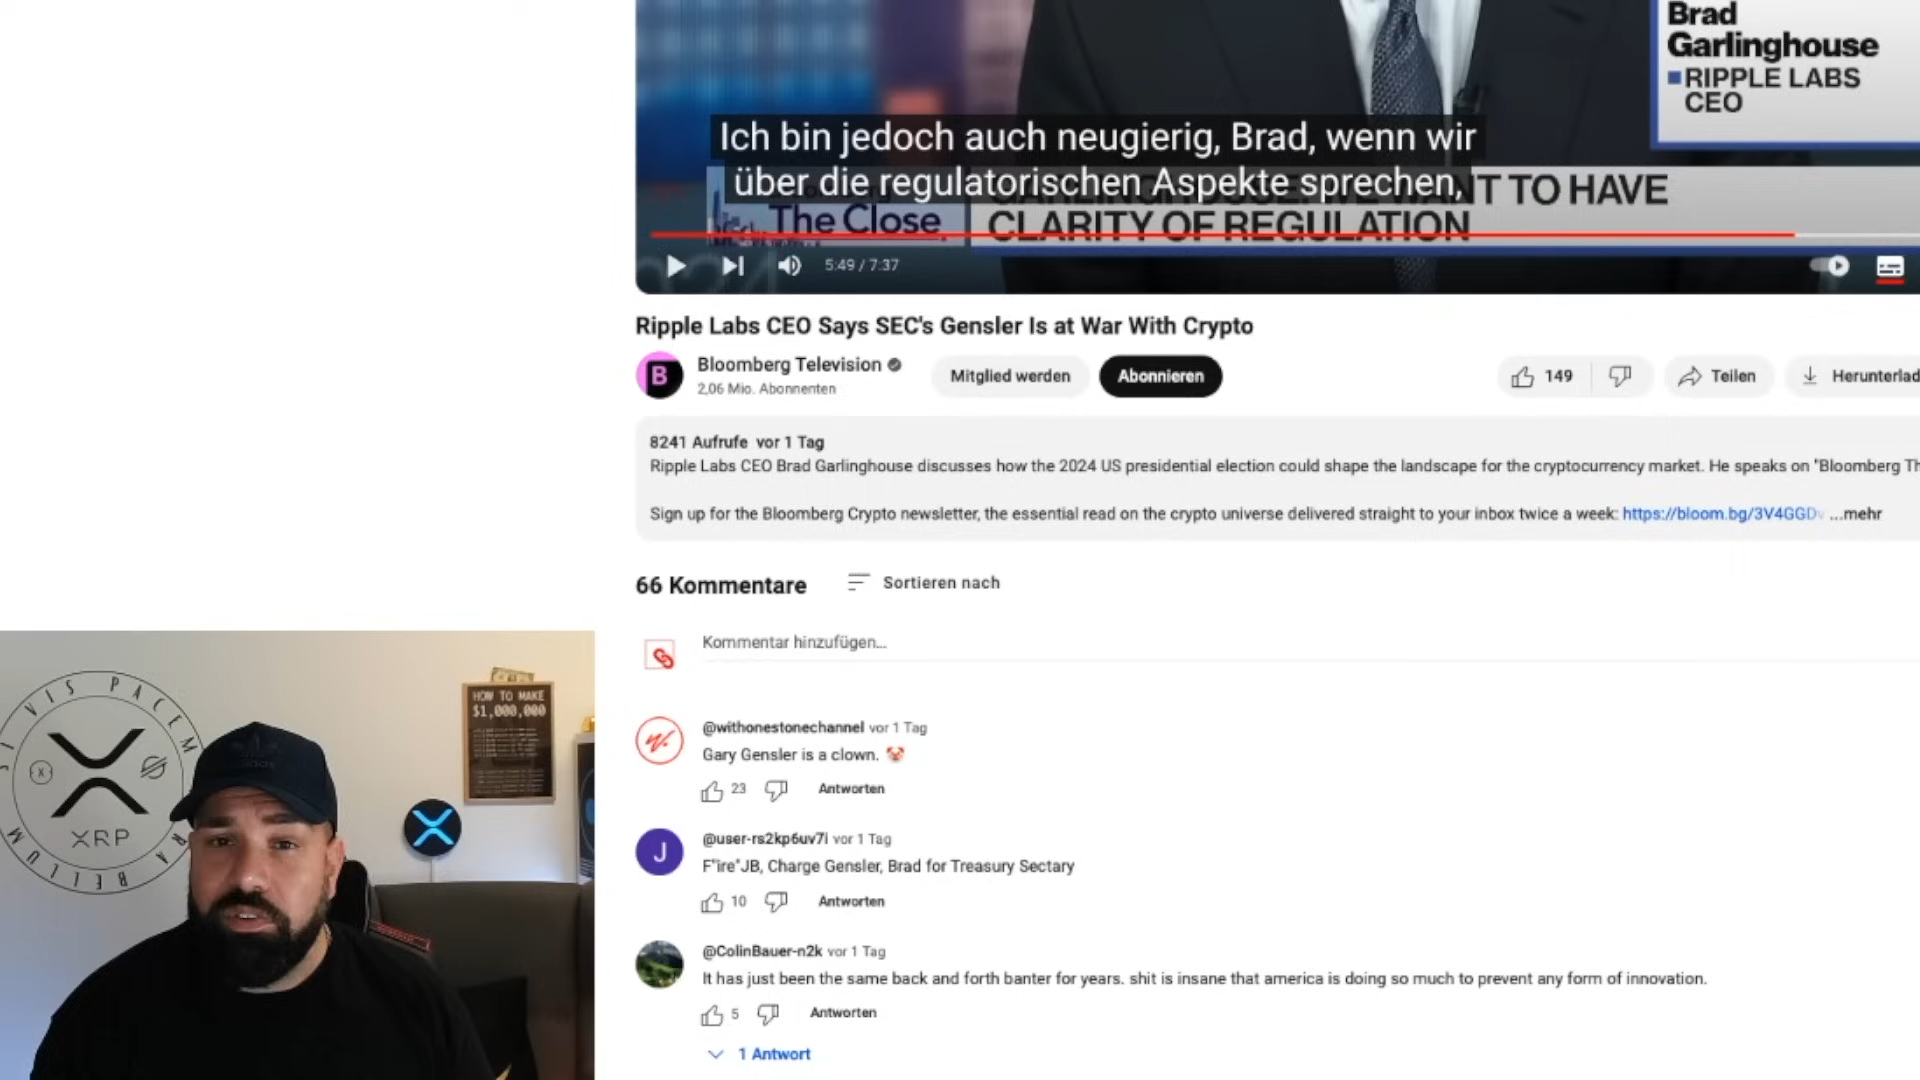 Brad
Garlinghouse
RIPPLE LABS
CEO
Ich bin jedoch auch neugierig, Brad, wenn wir
über die regulatorischen Aspekte sprechen,
NT TO HAVE
The Close
CLARITY OF REGULATION
5:49 / 7:37
Ripple Labs CEO Says SEC's Gensler Is at War With Crypto
B
Bloomberg Television
2,06 Mio. Abonnenten
Mitglied werden
Abonnieren
149
Teilen
Herunterlad
8241 Aufrufe vor 1 Tag
Ripple Labs CEO Brad Garlinghouse discusses how the 2024 US presidential election could shape the landscape for the cryptocurrency market. He speaks on "Bloomberg Th
Sign up for the Bloomberg Crypto newsletter, the essential read on the crypto universe delivered straight to your inbox twice a week: https://bloom.bg/3V4GGDv ...mehr
66 Kommentare
Sortieren nach
Kommentar hinzufügen...
@withonestonechannel vor 1 Tag
Gary Gensler is a clown. 🤡
23
Antworten
J
@user-rs2kp6uv7i vor 1 Tag
F"ire"JB, Charge Gensler, Brad for Treasury Sectary
10
Antworten
@ColinBauer-n2k vor 1 Tag
It has just been the same back and forth banter for years. shit is insane that america is doing so much to prevent any form of innovation.
5
Antworten
1 Antwort
SI VIS PACEM
PARA BELLUM
XRP
HOW TO MAKE
$1,000,000